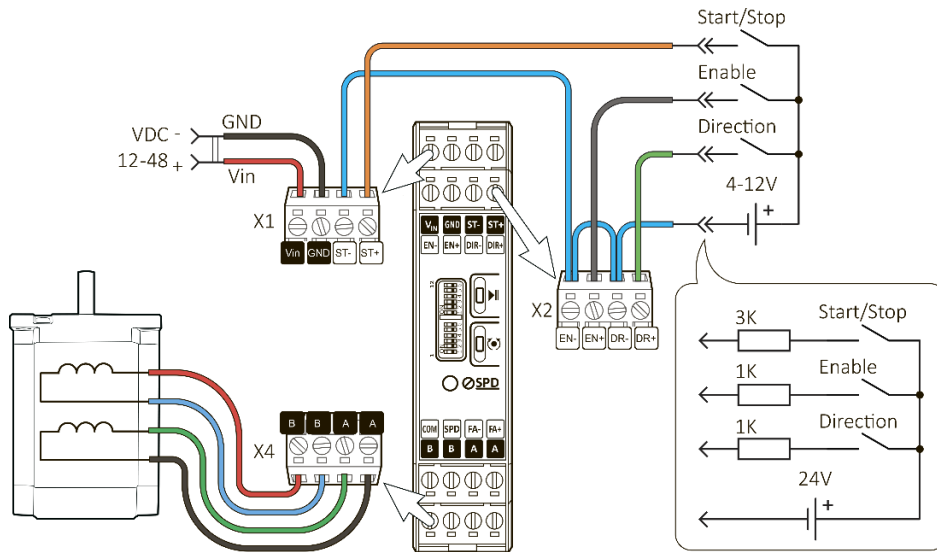 Start/Stop
Enable
Direction
4-12V
+
VDC -
12-48 +
GND
Vin
X1
Vin GND ST- ST+
VIN GND ST- ST+
EN- EN+ DIR- DIR+
12
1
SPD
COM SPD FA- FA+
B B A A
X2
EN- EN+ DR- DR+
X4
B B A A
3K
Start/Stop
1K
Enable
1K
Direction
24V
+